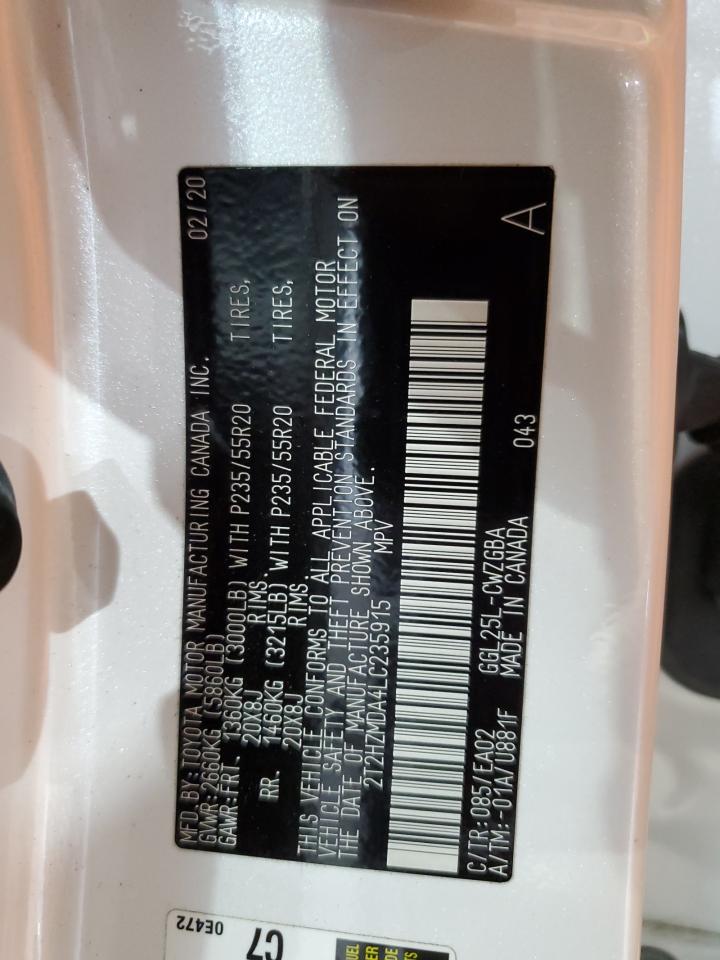 MFD.BY:TOYOTA MOTOR MANUFACTURING CANADA INC. 02/20
GVWR:2660KG (5860LB)
GAWR:FRT. 1360KG (3000LB) WITH P235/55R20 TIRES,
20X8J RIMS.
RR. 1460KG (3215LB) WITH P235/55R20 TIRES,
20X8J RIMS.
THIS VEHICLE CONFORMS TO ALL APPLICABLE FEDERAL MOTOR
VEHICLE SAFETY AND THEFT PREVENTION STANDARDS IN EFFECT ON
THE DATE OF MANUFACTURE SHOWN ABOVE.
2T2HZMDA4LC235915 MPV
C/TR:085/EA02 GGL25L-CWZGBA 043 A
A/TM:-01A/0881F MADE IN CANADA
0E472
C7